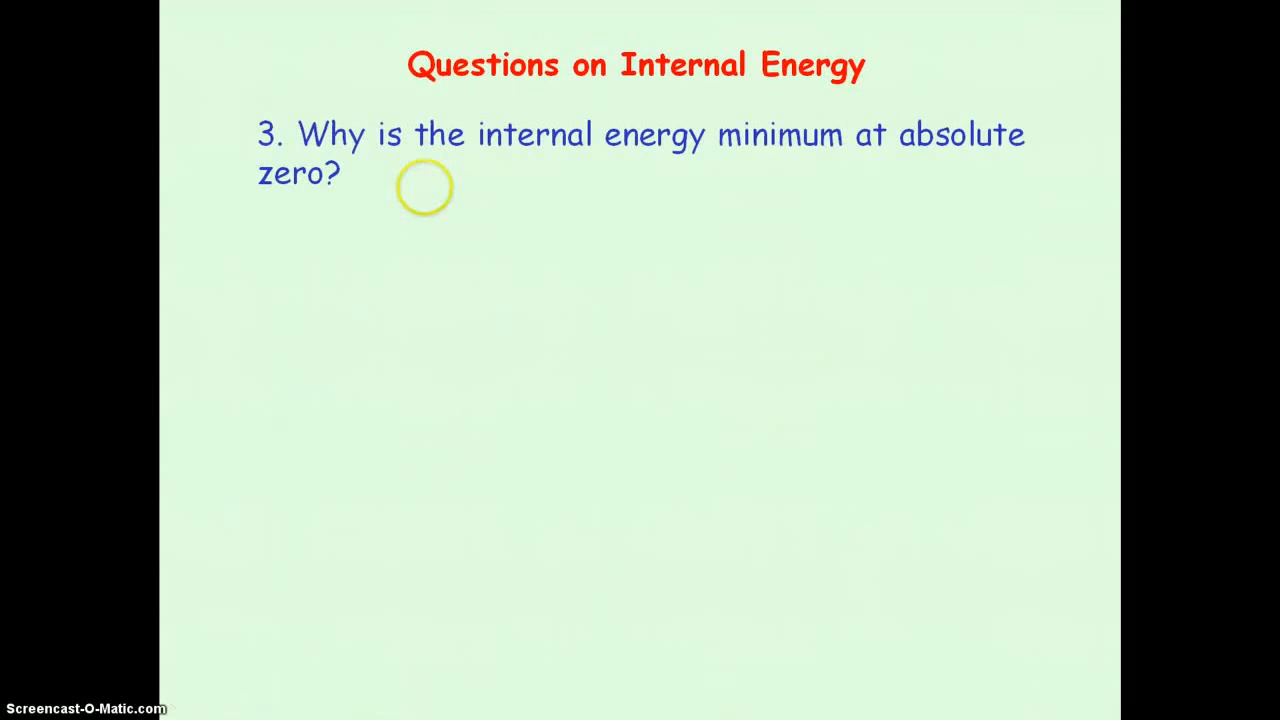 Questions on Internal Energy
3. Why is the internal energy minimum at absolute
zero?
Screencast-O-Matic.com